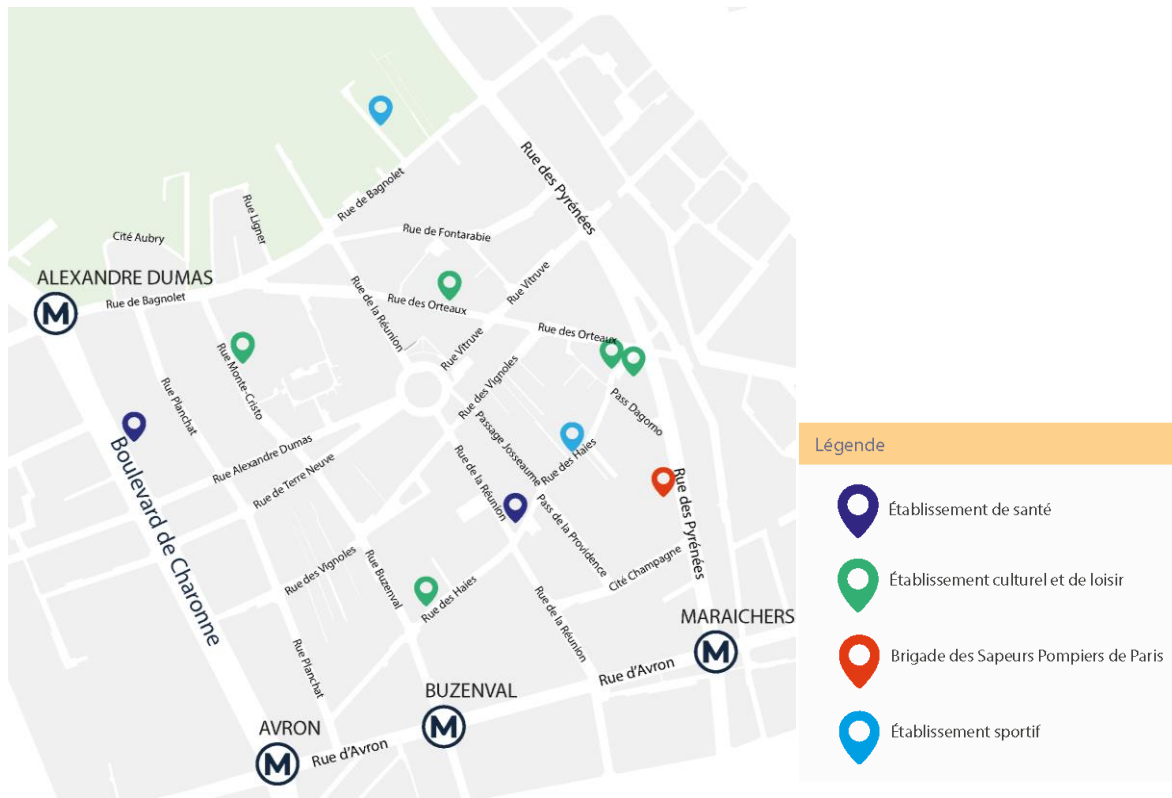 Rue des Pyrénées
Rue de Bagnolet
Rue Ligner
Cité Aubry
Rue de Fontarabie
ALEXANDRE DUMAS
M
Rue de Bagnolet
Rue de la Réunion
Rue des Orteaux
Rue Vitruve
Rue des Orteaux
Rue Vitruve
Rue Monte-Cristo
Rue Planchat
Rue des Vignoles
Pass Dagorno
Passage Josseaume
Boulevard de Charonne
Rue Alexandre Dumas
Rue de Terre Neuve
Rue de la Réunion
Rue des Haies
Rue des Pyrénées
Pass de la Providence
Rue des Vignoles
Rue Buzenval
Rue des Haies
Cité Champagne
Rue de la Réunion
Rue Planchat
MARAICHERS
M
Rue d'Avron
BUZENVAL
M
AVRON
M
Rue d'Avron
Légende
Établissement de santé
Établissement culturel et de loisir
Brigade des Sapeurs Pompiers de Paris
Établissement sportif